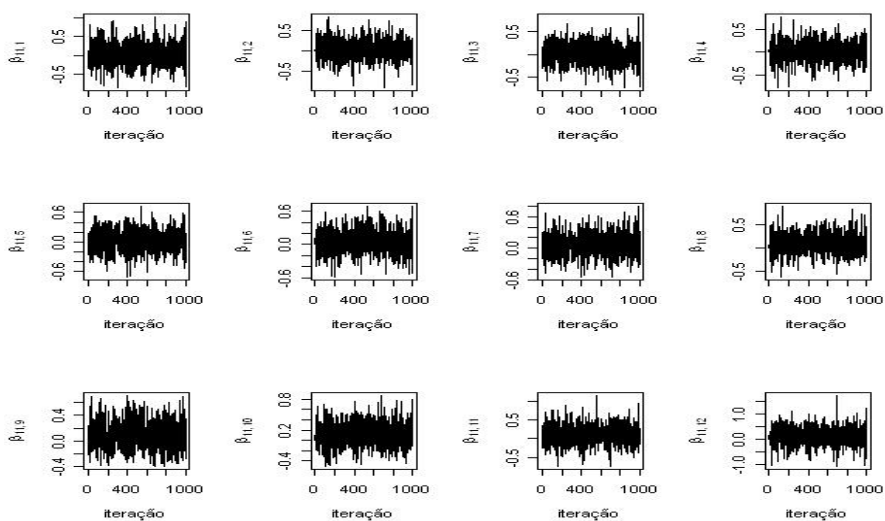 β11,1
0.5
-0.5
0 400 1000
iteração
β11,2
0.5
-0.5
0 400 1000
iteração
β11,3
0.5
-0.5
0 400 1000
iteração
β11,4
0.5
-0.5
0 400 1000
iteração
β11,5
0.6
0.0
-0.6
0 400 1000
iteração
β11,6
0.6
0.0
-0.6
0 400 1000
iteração
β11,7
0.6
0.0
-0.6
0 400 1000
iteração
β11,8
0.5
-0.5
0 400 1000
iteração
β11,9
0.4
0.0
-0.4
0 400 1000
iteração
β11,10
0.8
0.2
-0.4
0 400 1000
iteração
β11,11
0.5
-0.5
0 400 1000
iteração
β11,12
1.0
0.0
-1.0
0 400 1000
iteração